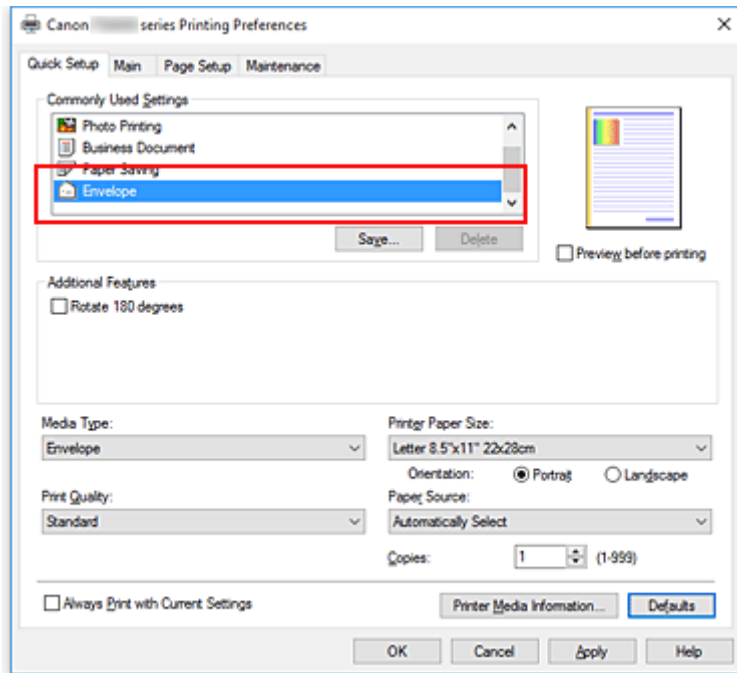 Canon series Printing Preferences
Quick Setup Main Page Setup Maintenance
Commonly Used Settings
Photo Printing
Business Document
Paper Saving
Envelope
Save... Delete
Preview before printing
Additional Features
Rotate 180 degrees
Media Type: Printer Paper Size:
Envelope Letter 8.5"x11" 22x28cm
Orientation: Portrait Landscape
Print Quality: Paper Source:
Standard Automatically Select
Copies: 1 (1-999)
Always Print with Current Settings Printer Media Information... Defaults
OK Cancel Apply Help